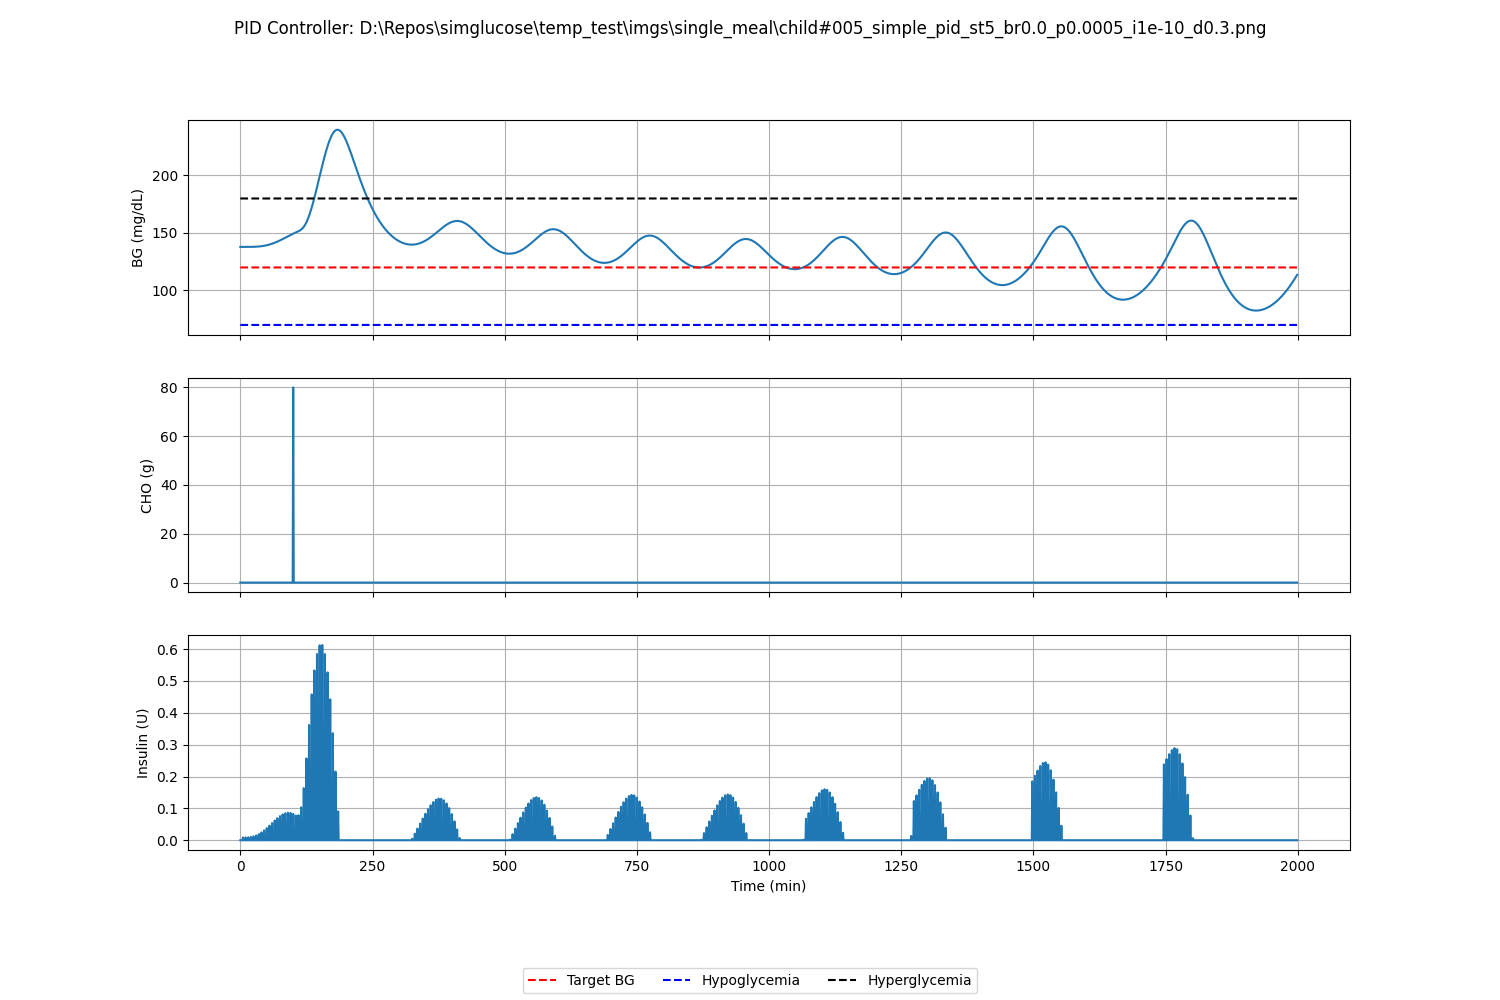 PID Controller: D:\Repos\simglucose\temp_test\imgs\single_meal\child#005_simple_pid_st5_br0.0_p0.0005_i1e-10_d0.3.png
200
150
100
BG (mg/dL)
80
60
40
20
0
CHO (g)
0.6
0.5
0.4
0.3
0.2
0.1
0.0
Insulin (U)
0 250 500 750 1000 1250 1500 1750 2000
Time (min)
Target BG Hypoglycemia Hyperglycemia